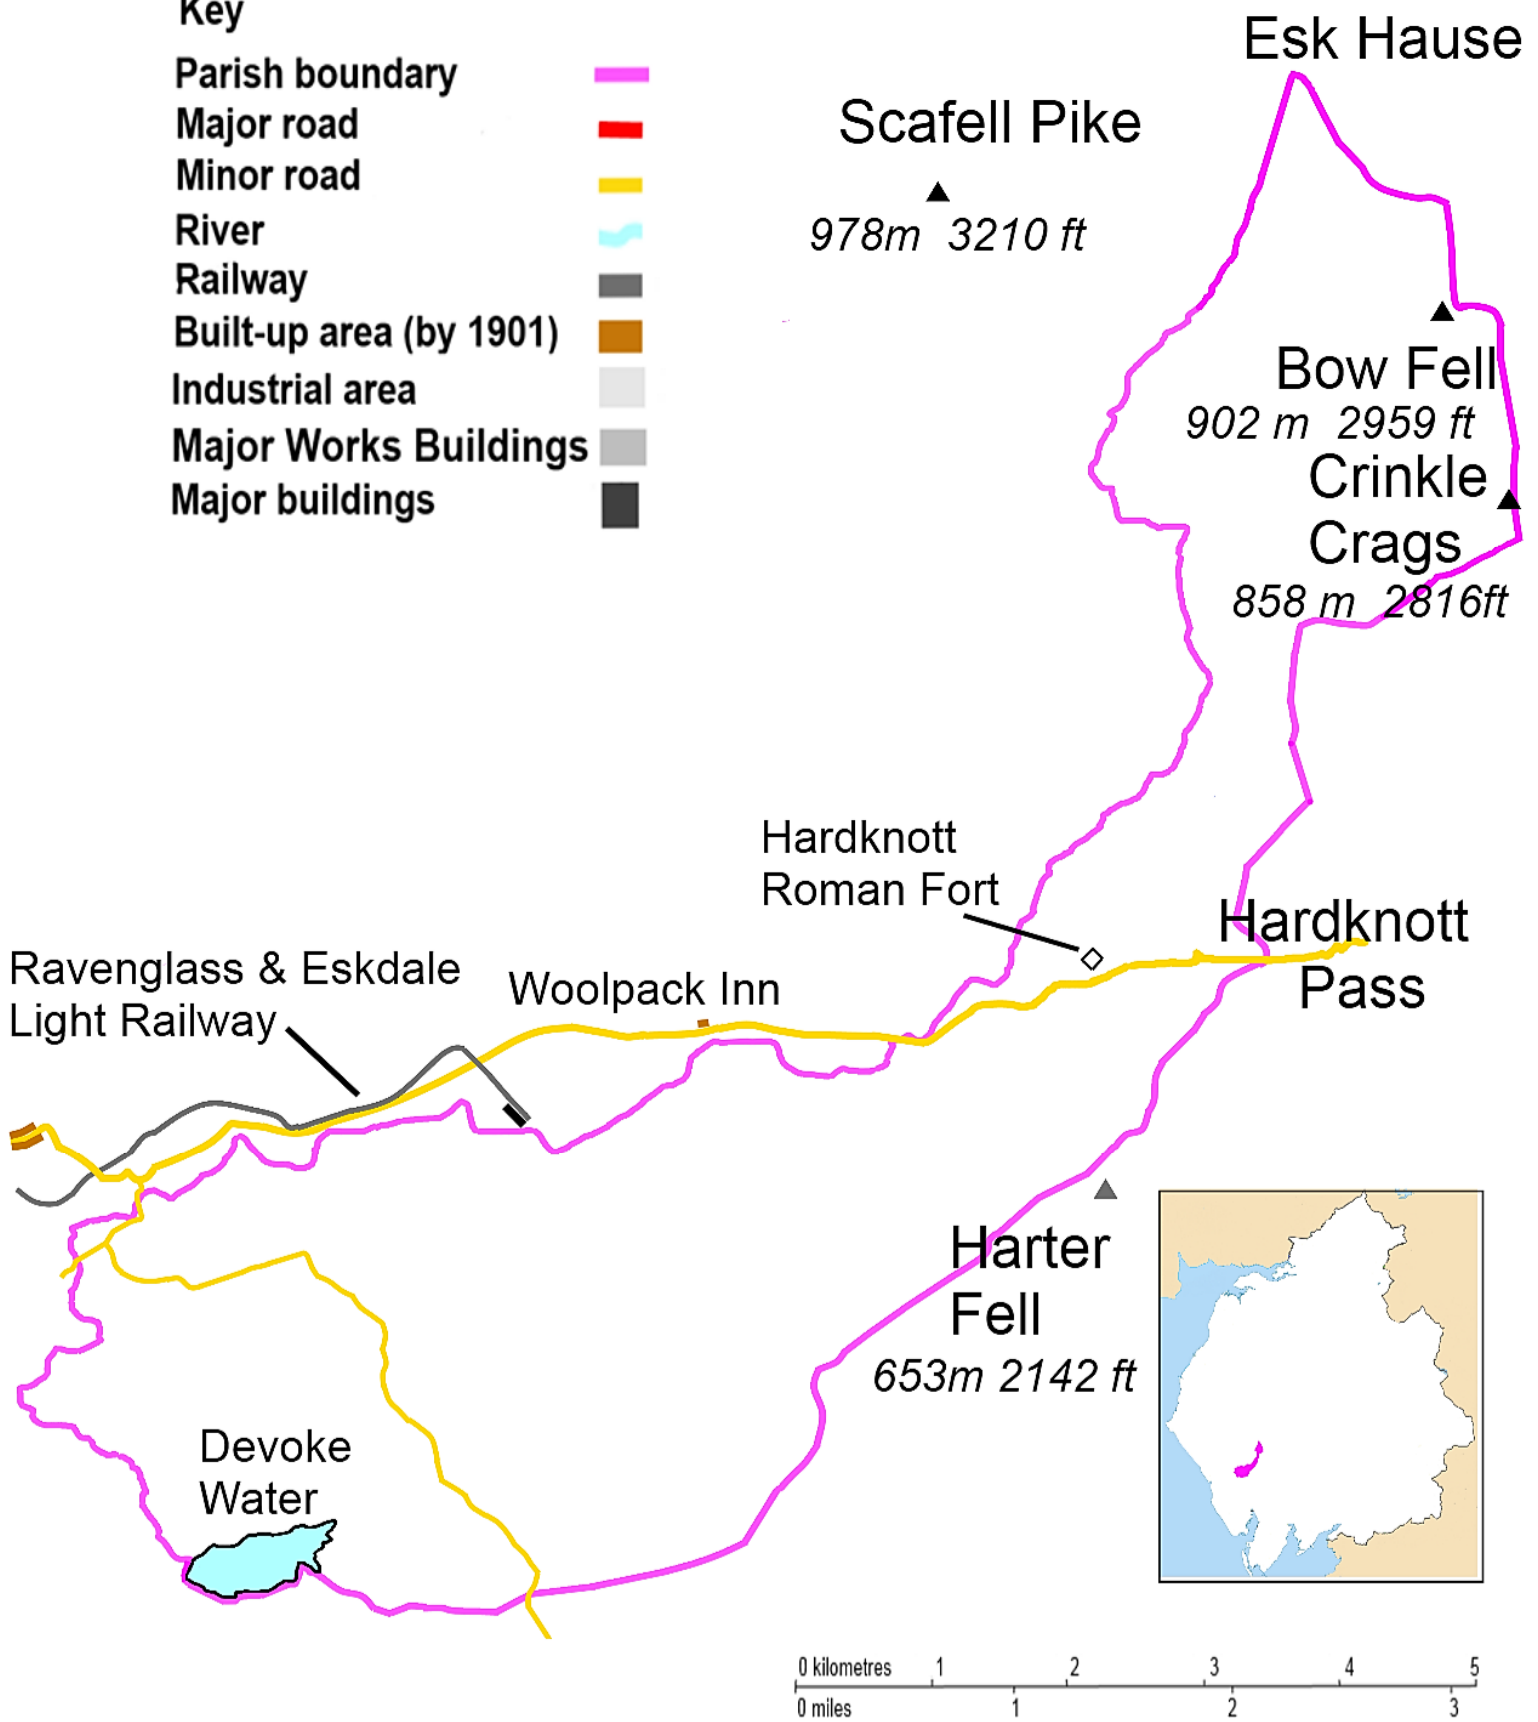 Key
Parish boundary
Major road
Minor road
River
Railway
Built-up area (by 1901)
Industrial area
Major Works Buildings
Major buildings
Esk Hause
Scafell Pike
978m 3210 ft
Bow Fell
902 m 2959 ft
Crinkle
Crags
858 m 2816ft
Hardknott
Roman Fort
Hardknott
Pass
Ravenglass & Eskdale
Light Railway
Woolpack Inn
Harter
Fell
653m 2142 ft
Devoke
Water
0 kilometres 1 2 3 4 5
0 miles 1 2 3